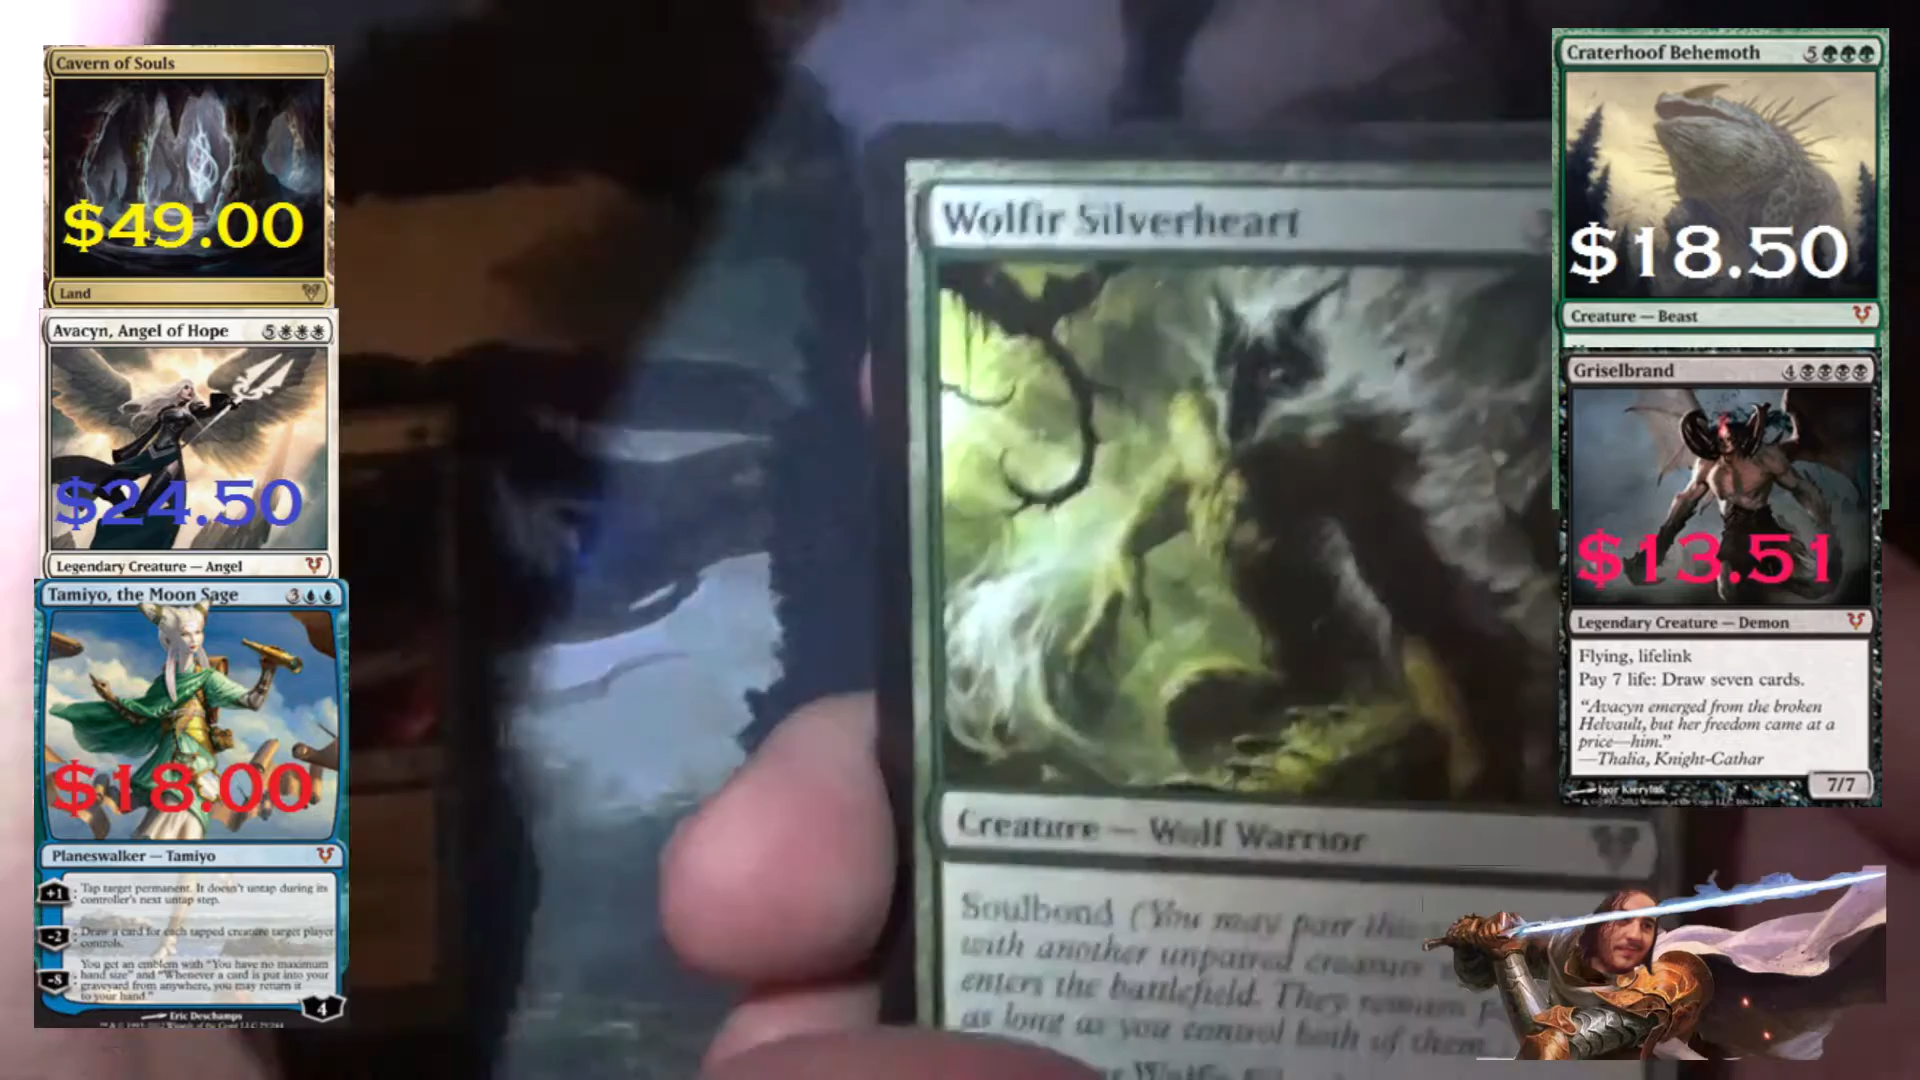 Cavern of Souls
$49.00
Land
Avacyn, Angel of Hope 5
$24.50
Legendary Creature — Angel
Tamiyo, the Moon Sage 3
$18.00
Planeswalker — Tamiyo
+1: Tap target permanent. It doesn't untap during its
controller's next untap step.
-2: Draw a card for each tapped creature target player
controls.
-8: You get an emblem with "You have no maximum
hand size" and "Whenever a card is put into your
graveyard from anywhere, you may return it
to your hand."
4
Eric Deschamps
Wolfir Silverheart
Creature — Wolf Warrior
Soulbond (You may pair this
with another unpaired creature
enters the battlefield. They remain
as long as you control both of them.
Craterhoof Behemoth 5
$18.50
Creature — Beast
Griselbrand 4
$13.51
Legendary Creature — Demon
Flying, lifelink
Pay 7 life: Draw seven cards.
"Avacyn emerged from the broken
Helvault, but her freedom came at a
price—him."
—Thalia, Knight-Cathar
7/7
Igor Kieryluk